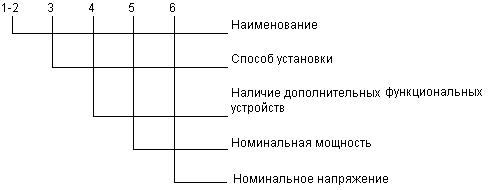 1-2 3 4 5 6
Наименование
Способ установки
Наличие дополнительных функциональных
устройств
Номинальная мощность
Номинальное напряжение